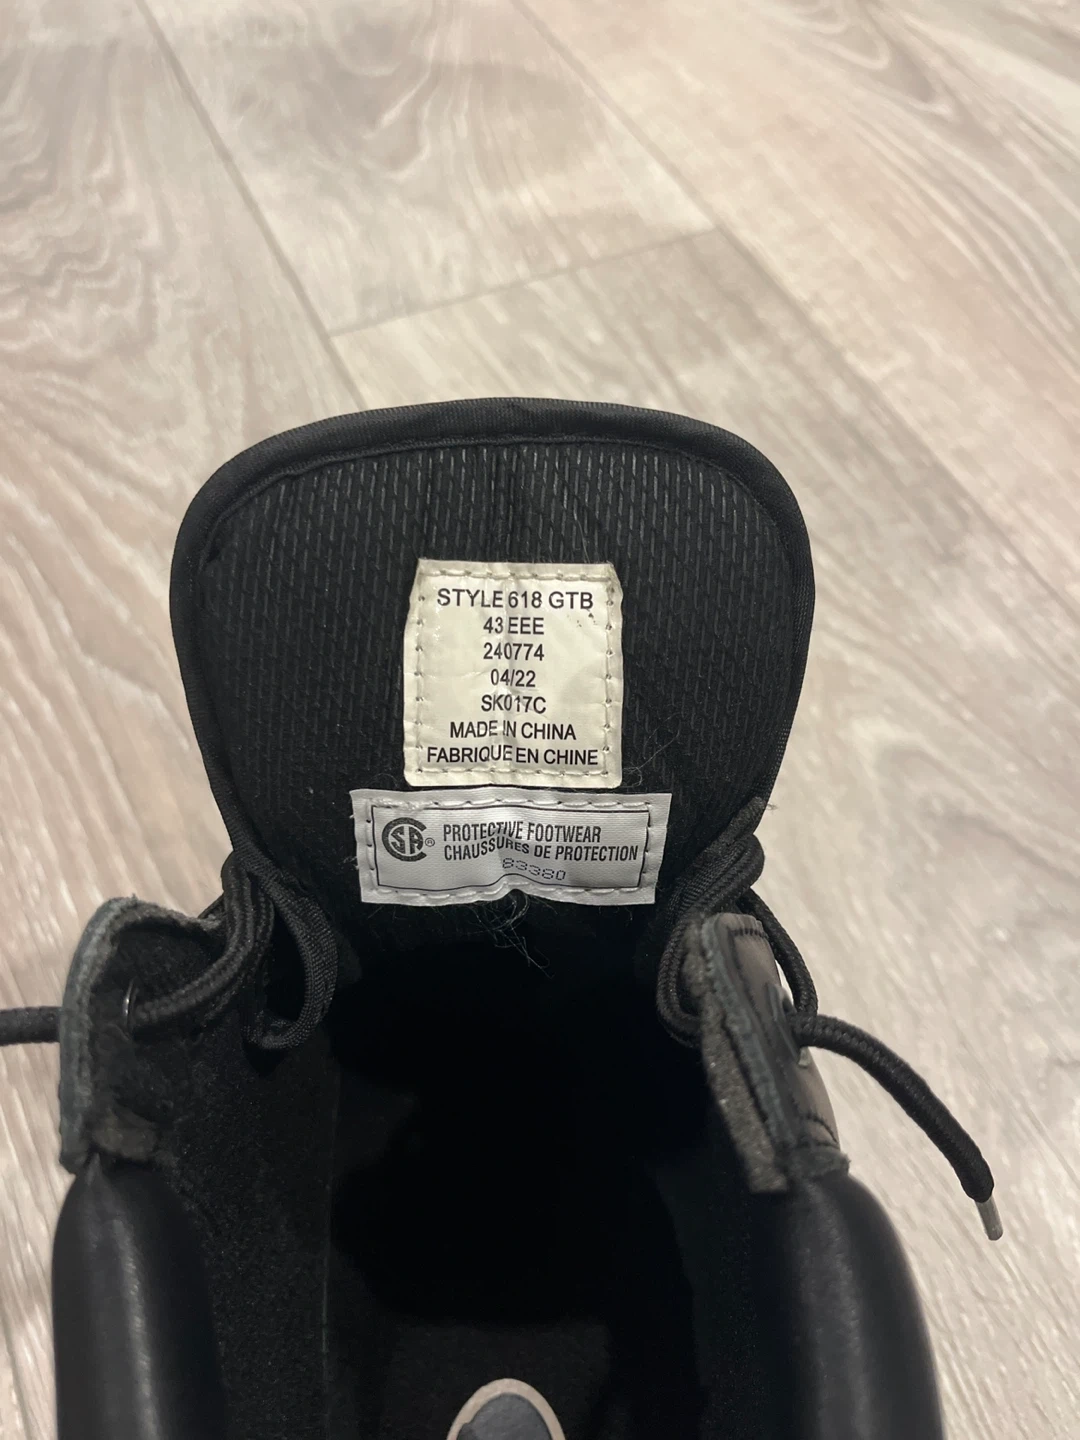 STYLE 618 GTB
43 EEE
240774
04/22
SK017C
MADE IN CHINA
FABRIQUE EN CHINE
CSA® PROTECTIVE FOOTWEAR
CHAUSSURES DE PROTECTION
83380